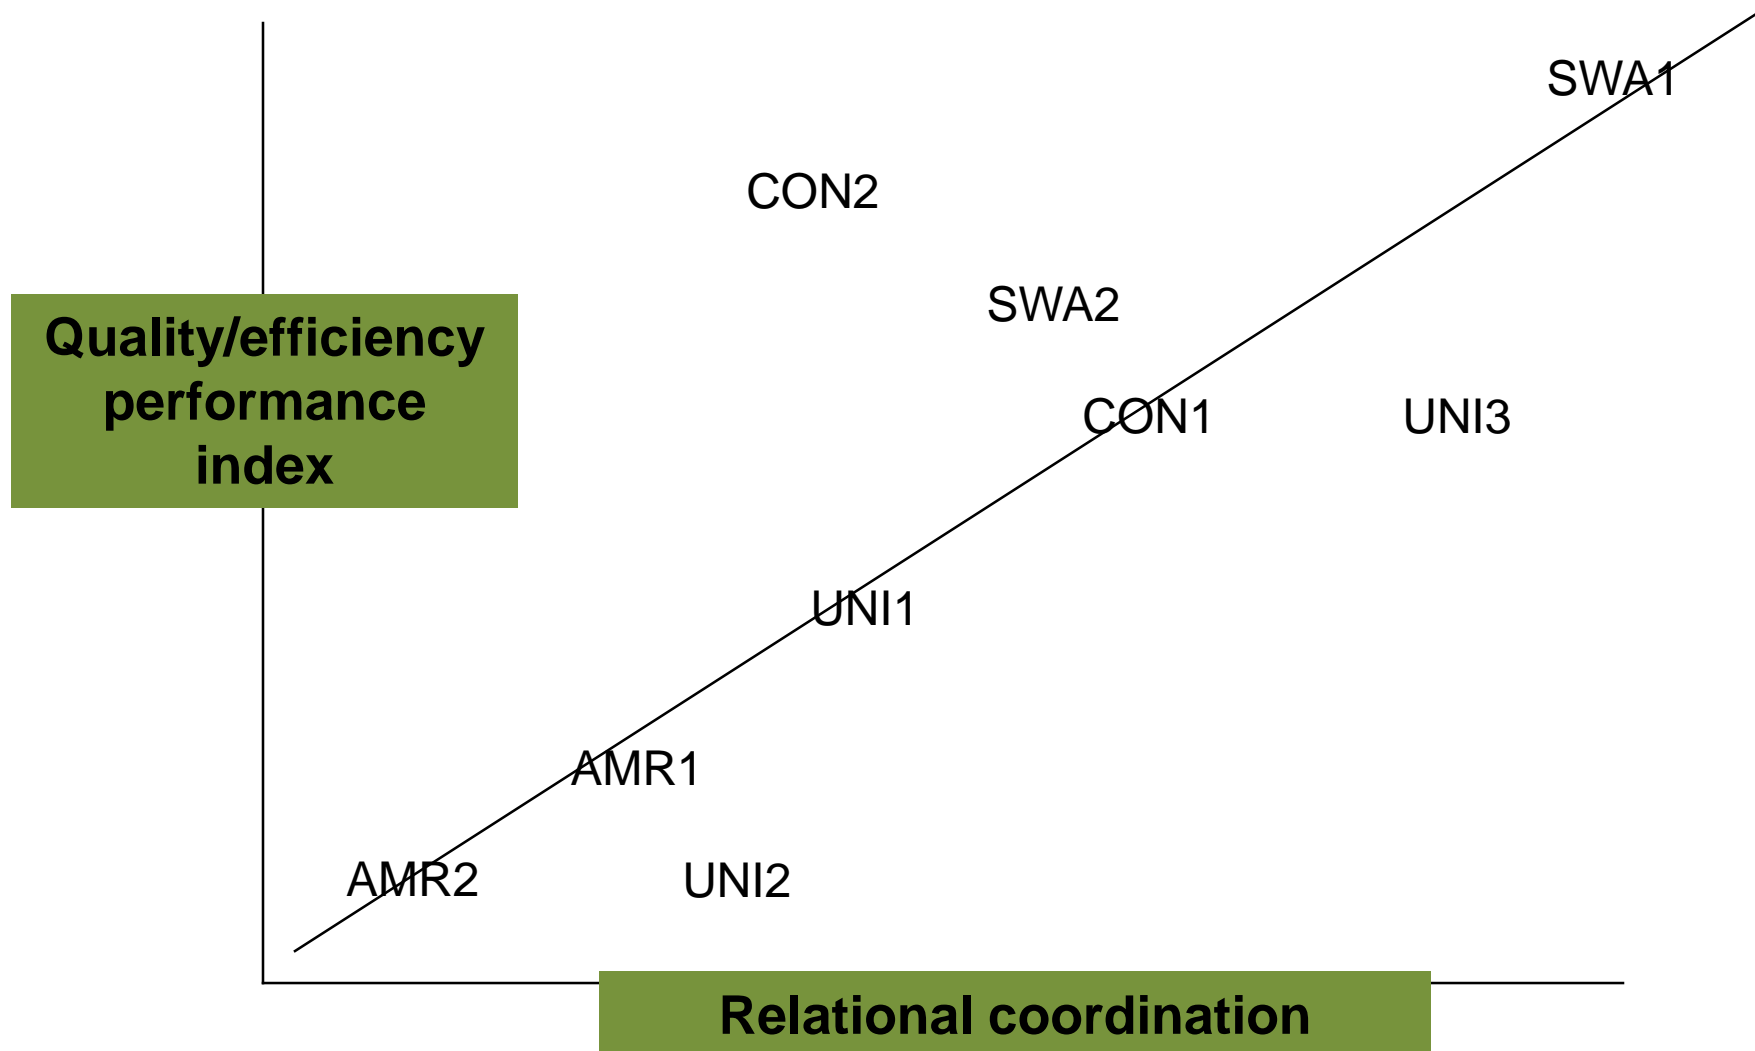 SWA1
CON2
SWA2
Quality/efficiency
performance
index
CON1
UNI3
UNI1
AMR1
AMR2
UNI2
Relational coordination